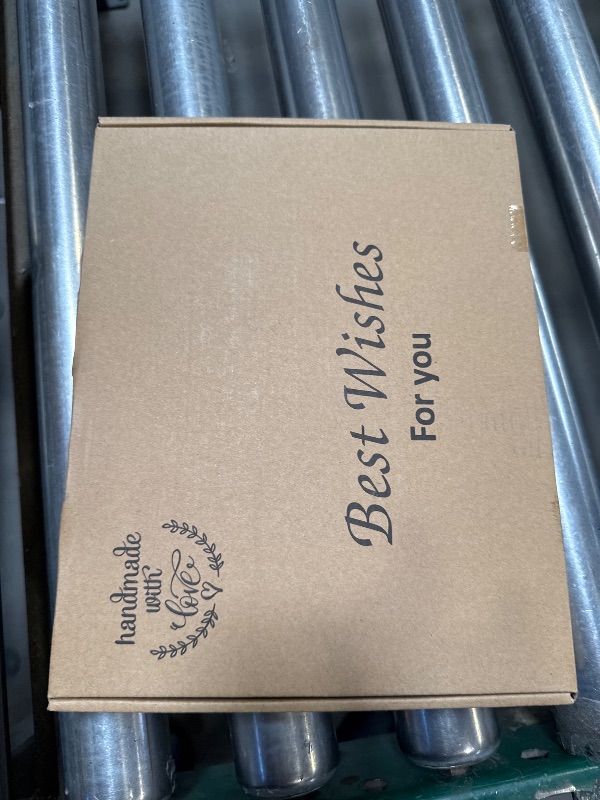 handmade
with
love
Best Wishes
For you